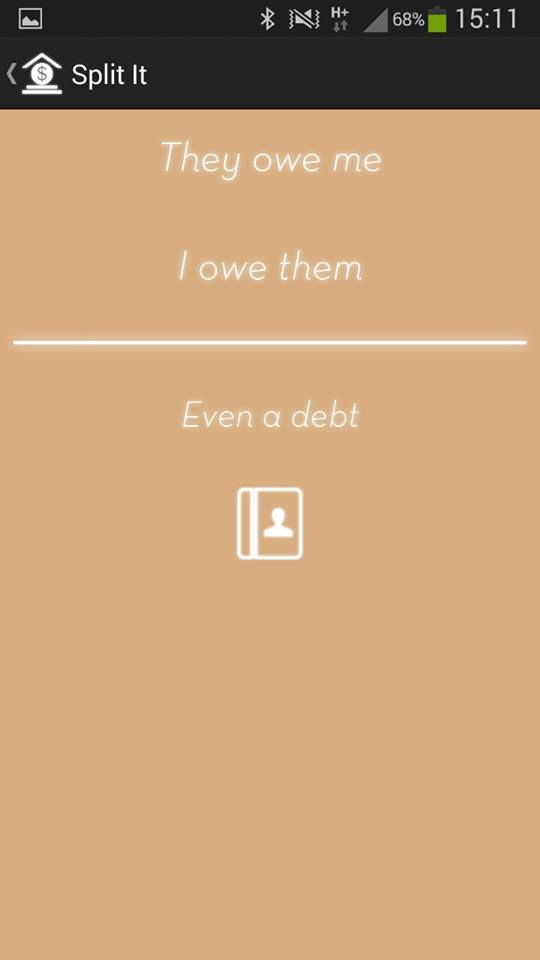 H+
68%
15:11
$
Split It
They owe me
I owe them
Even a debt